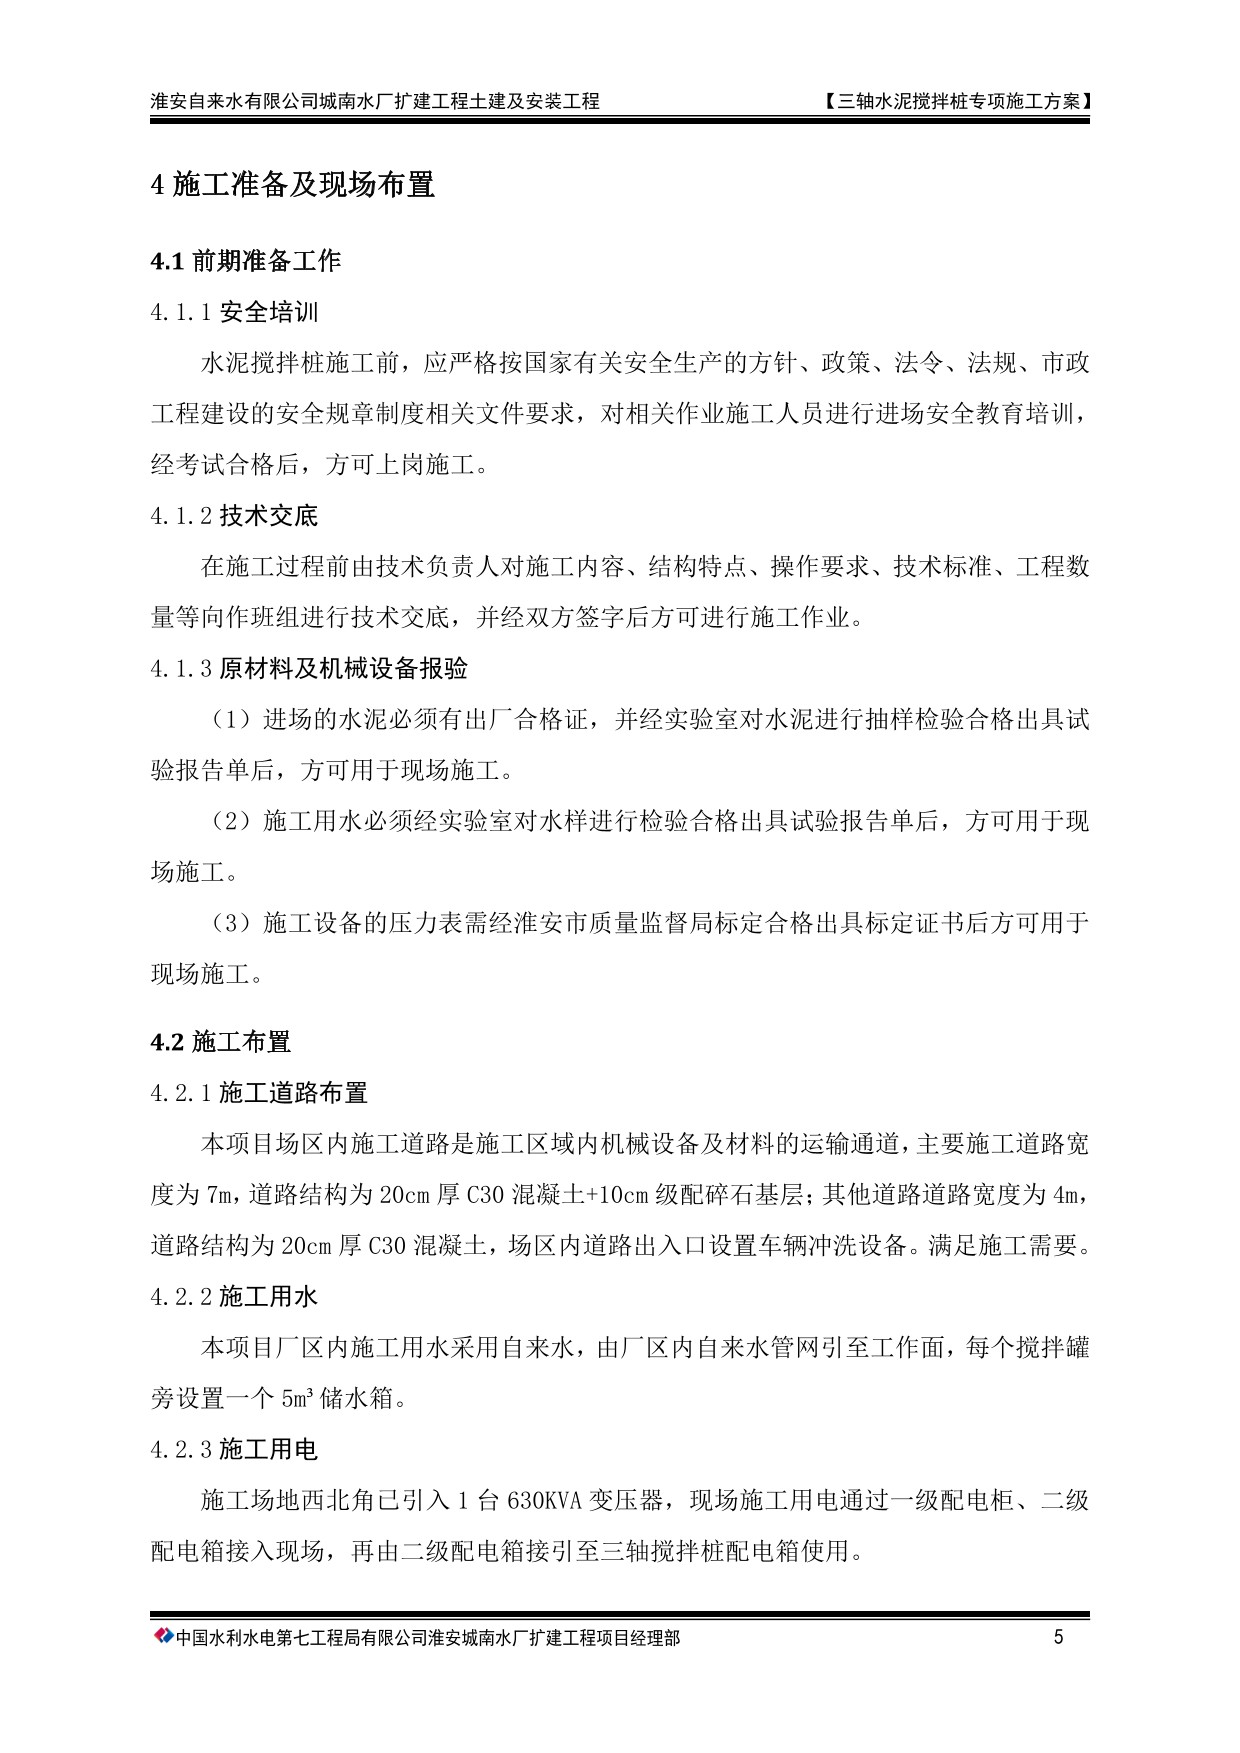 淮安自来水有限公司城南水厂扩建工程土建及安装工程 【三轴水泥搅拌桩专项施工方案】
4 施工准备及现场布置
4.1 前期准备工作
4.1.1 安全培训
水泥搅拌桩施工前，应严格按国家有关安全生产的方针、政策、法令、法规、市政
工程建设的安全规章制度相关文件要求，对相关作业施工人员进行进场安全教育培训，
经考试合格后，方可上岗施工。
4.1.2 技术交底
在施工过程前由技术负责人对施工内容、结构特点、操作要求、技术标准、工程数
量等向作班组进行技术交底，并经双方签字后方可进行施工作业。
4.1.3 原材料及机械设备报验
（1）进场的水泥必须有出厂合格证，并经实验室对水泥进行抽样检验合格出具试
验报告单后，方可用于现场施工。
（2）施工用水必须经实验室对水样进行检验合格出具试验报告单后，方可用于现
场施工。
（3）施工设备的压力表需经淮安市质量监督局标定合格出具标定证书后方可用于
现场施工。
4.2 施工布置
4.2.1 施工道路布置
本项目场区内施工道路是施工区域内机械设备及材料的运输通道，主要施工道路宽
度为 7m，道路结构为 20cm 厚 C30 混凝土+10cm 级配碎石基层；其他道路道路宽度为 4m，
道路结构为 20cm 厚 C30 混凝土，场区内道路出入口设置车辆冲洗设备。满足施工需要。
4.2.2 施工用水
本项目厂区内施工用水采用自来水，由厂区内自来水管网引至工作面，每个搅拌罐
旁设置一个 5m³ 储水箱。
4.2.3 施工用电
施工场地西北角已引入 1 台 630KVA 变压器，现场施工用电通过一级配电柜、二级
配电箱接入现场，再由二级配电箱接引至三轴搅拌桩配电箱使用。
中国水利水电第七工程局有限公司淮安城南水厂扩建工程项目经理部 5